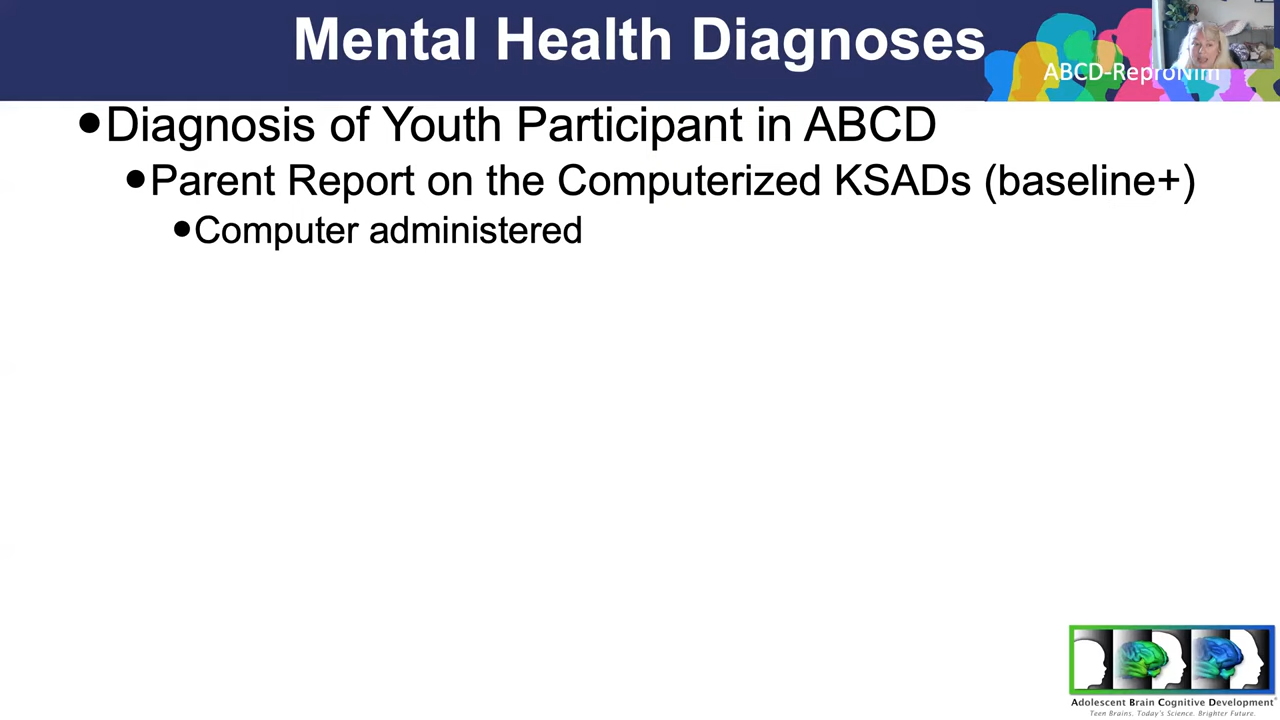 Mental Health Diagnoses
ABCD-ReproNim
●Diagnosis of Youth Participant in ABCD
●Parent Report on the Computerized KSADs (baseline+)
●Computer administered
Adolescent Brain Cognitive Development
Teen Brains. Today's Science. Brighter Future.